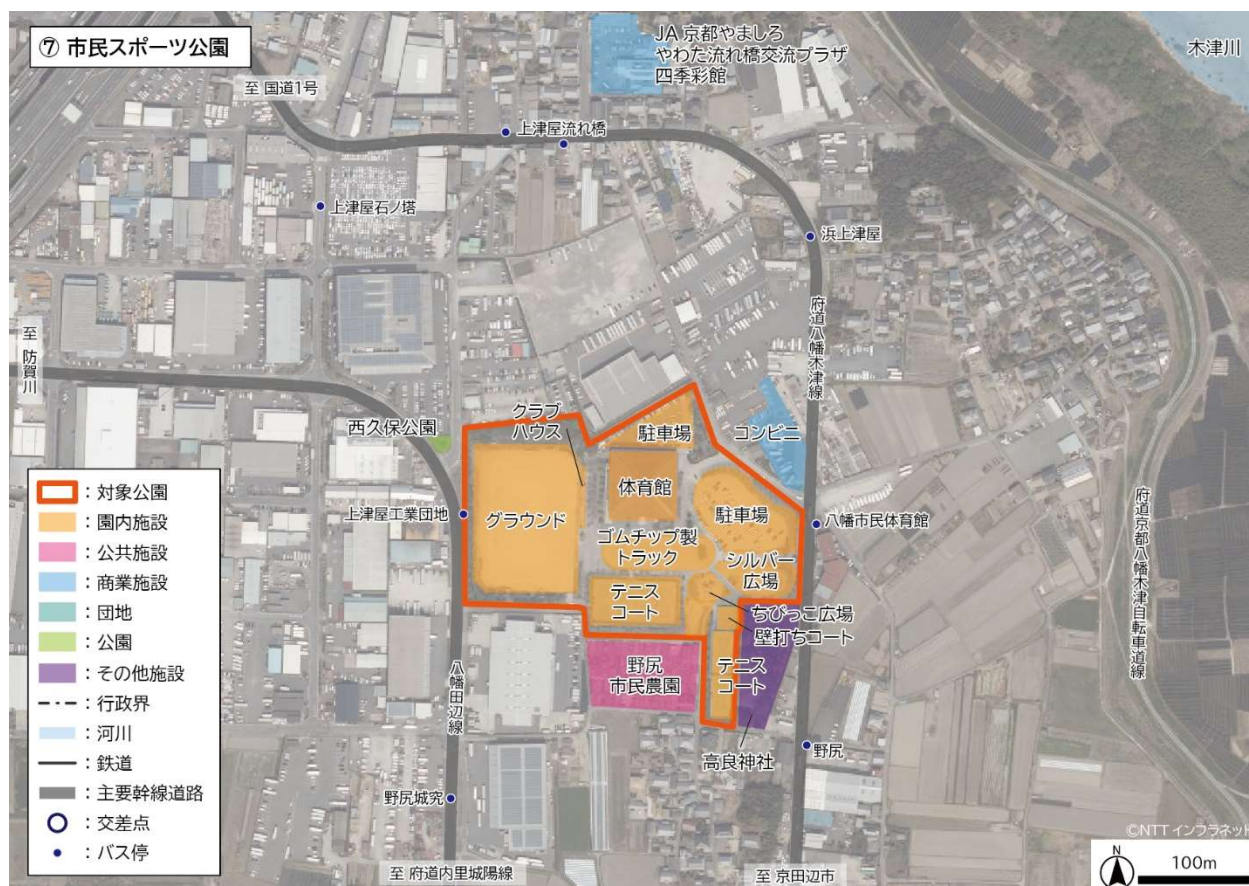 ⑦ 市民スポーツ公園
JA 京都やましろ
やわた流れ橋交流プラザ
四季彩館
木津川
至 国道1号
上津屋流れ橋
上津屋石ノ塔
浜上津屋
至 防賀川
府道八幡木津線
西久保公園
クラブ
ハウス
駐車場
コンビニ
体育館
上津屋工業団地
グラウンド
駐車場
八幡市民体育館
ゴムチップ製
トラック
シルバー
広場
テニス
コート
ちびっこ広場
壁打ちコート
府道京都八幡木津自転車道線
八幡田辺線
野尻
市民農園
テニス
コート
高良神社
野尻
野尻城究
至 府道内里城陽線
至 京田辺市
：対象公園
：園内施設
：公共施設
：商業施設
：団地
：公園
：その他施設
：行政界
：河川
：鉄道
：主要幹線道路
：交差点
：バス停
©NTT インフラネット
N
100m